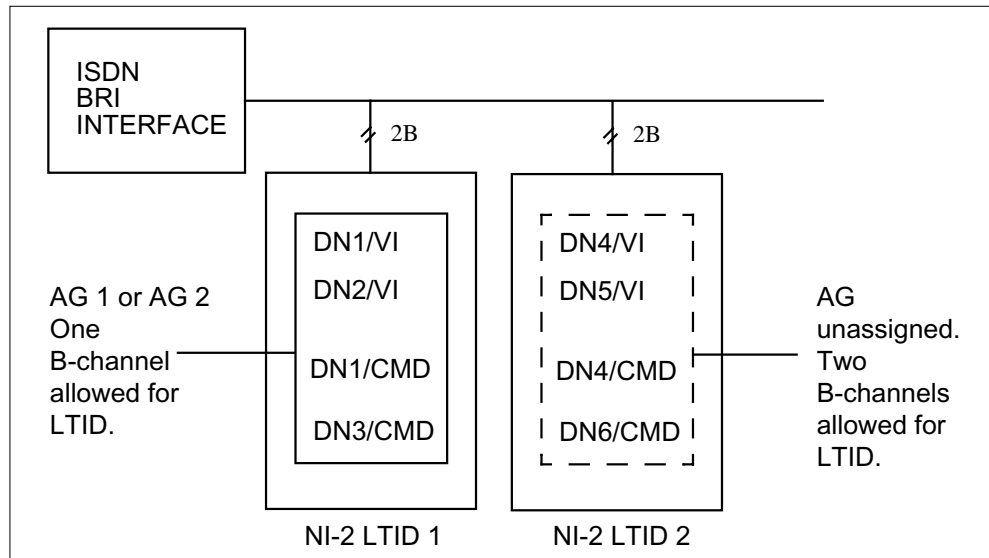 ISDN
BRI
INTERFACE
2B
2B
DN1/VI
DN2/VI
DN1/CMD
DN3/CMD
DN4/VI
DN5/VI
DN4/CMD
DN6/CMD
AG 1 or AG 2
One
B-channel
allowed for
LTID.
AG
unassigned.
Two
B-channels
allowed for
LTID.
NI-2 LTID 1
NI-2 LTID 2